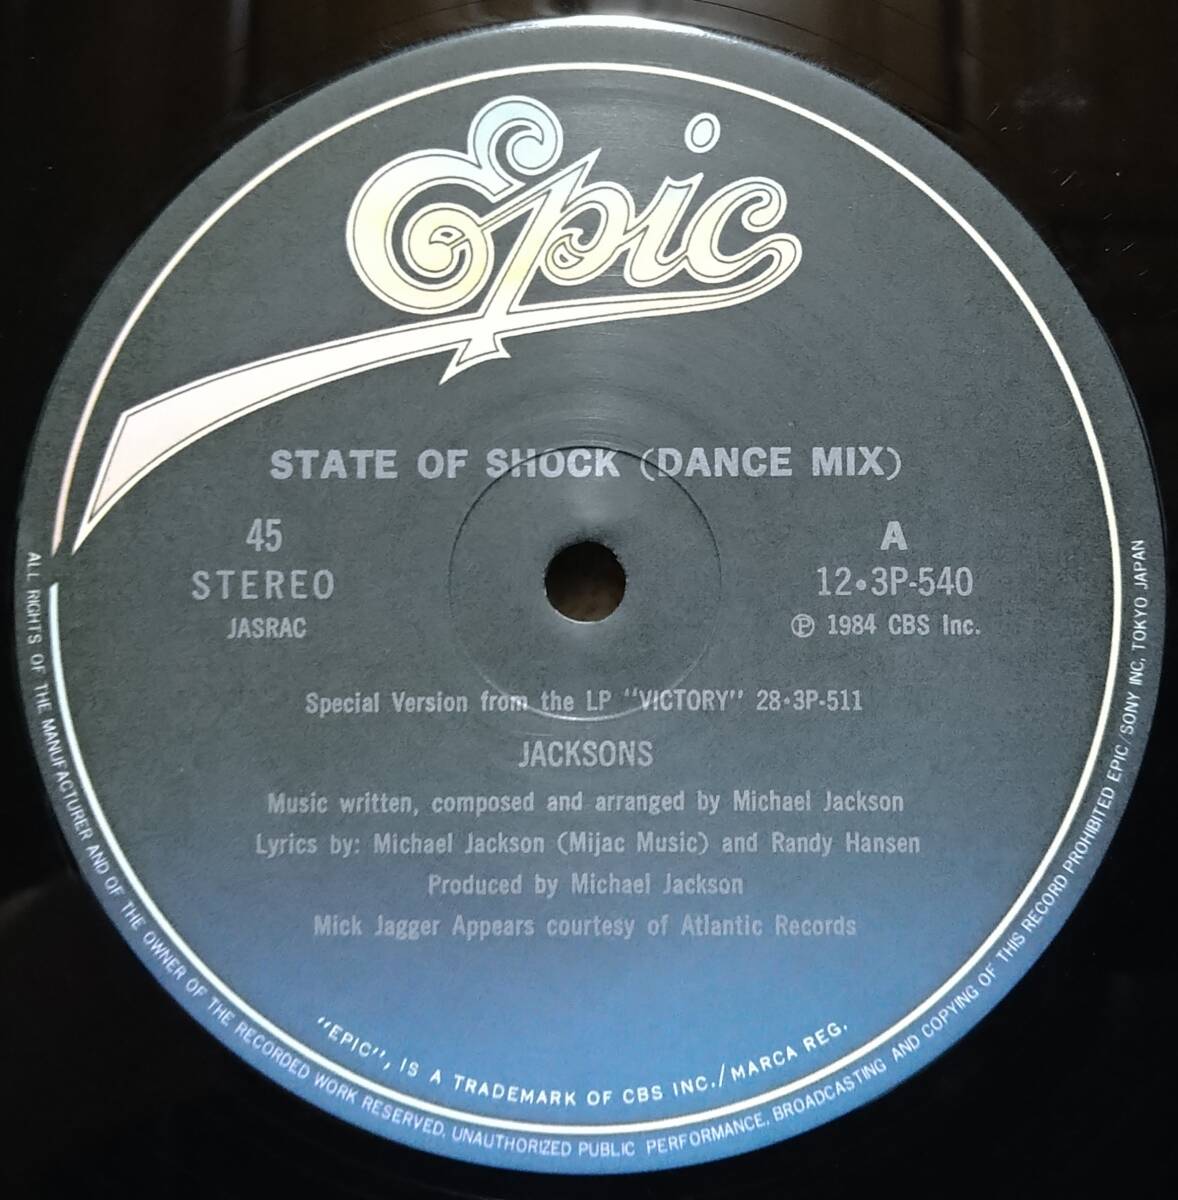 Epic
STATE OF SHOCK (DANCE MIX)
45
STEREO
JASRAC
A
12・3P-540
Ⓟ 1984 CBS Inc.
Special Version from the LP "VICTORY" 28・3P-511
JACKSONS
Music written, composed and arranged by Michael Jackson
Lyrics by: Michael Jackson (Mijac Music) and Randy Hansen
Produced by Michael Jackson
Mick Jagger Appears courtesy of Atlantic Records
"EPIC", IS A TRADEMARK OF CBS INC./MARCA REG.
ALL RIGHTS OF THE MANUFACTURER AND OF THE OWNER OF THE RECORDED WORK RESERVED. UNAUTHORIZED PUBLIC PERFORMANCE, BROADCASTING AND COPYING OF THIS RECORD PROHIBITED EPIC/SONY INC. TOKYO JAPAN